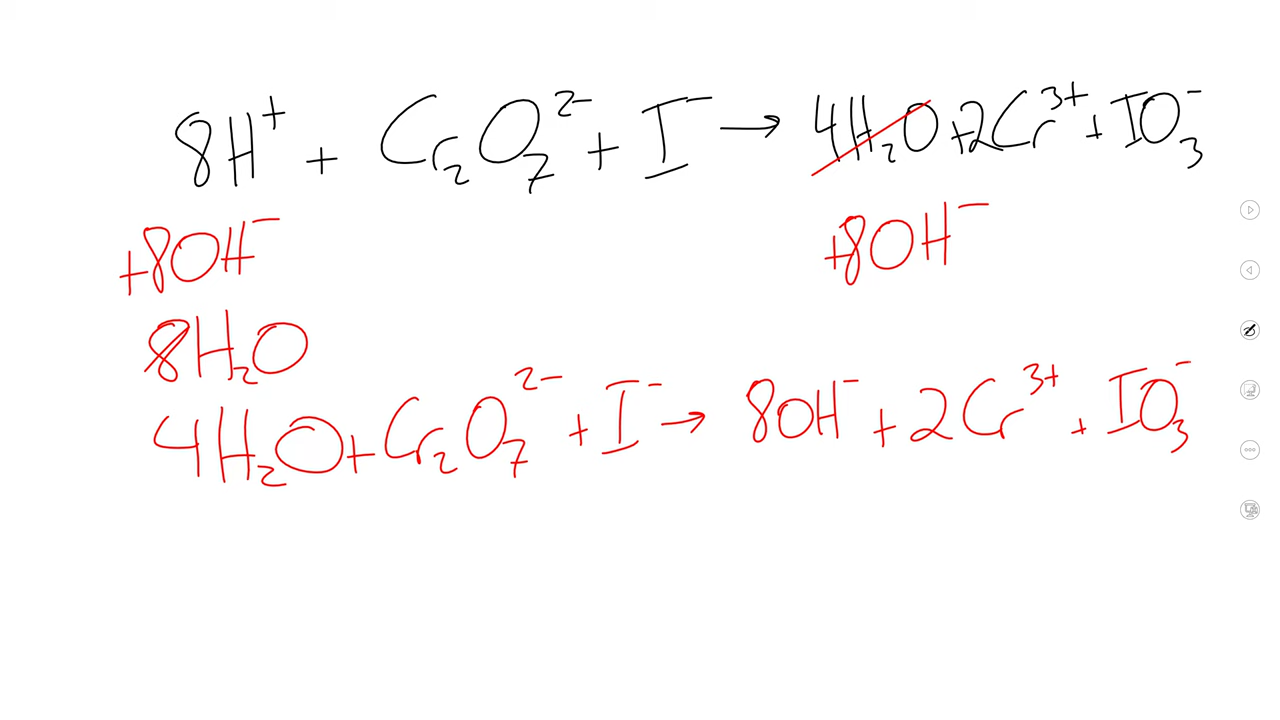 8H⁺ + Cr₂O₇²⁻ + I⁻ → 4H₂O + 2Cr³⁺ + IO₃⁻
+8OH⁻ +8OH⁻
8H₂O
4H₂O + Cr₂O₇²⁻ + I⁻ → 8OH⁻ + 2Cr³⁺ + IO₃⁻